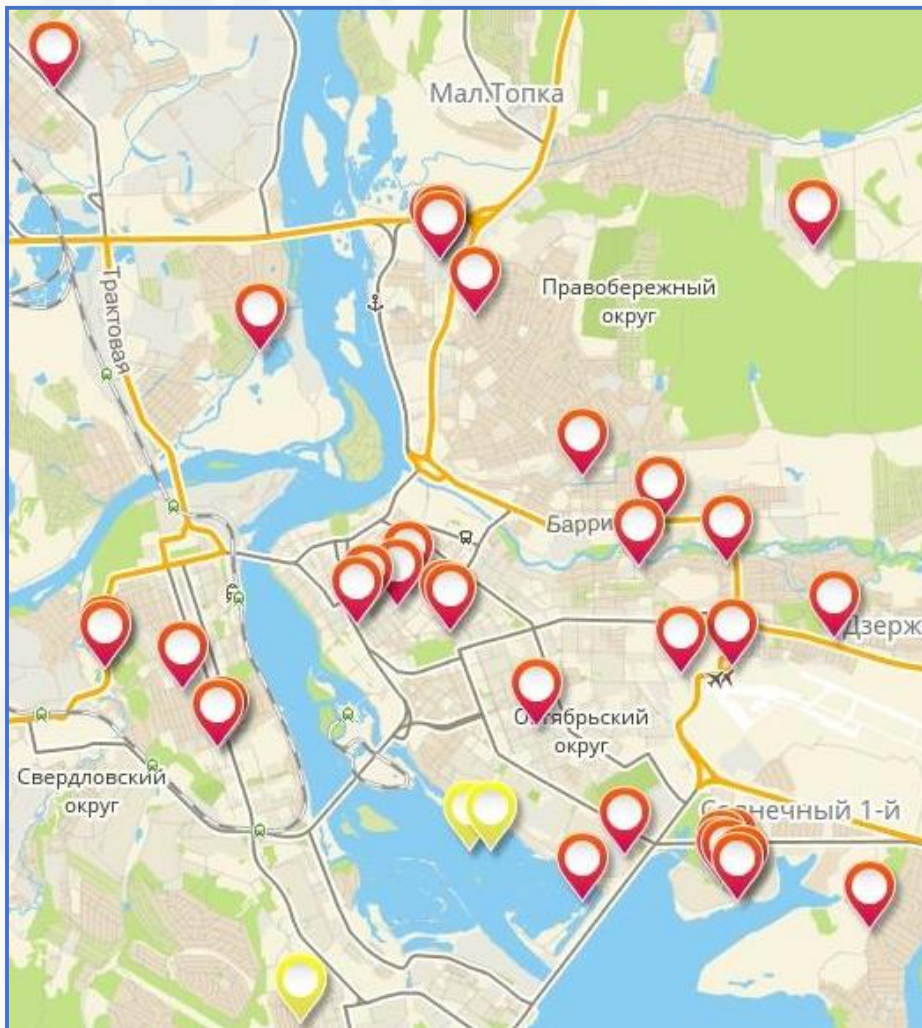 Мал.Топка
Трактовая
Правобережный
округ
Барри
Дзерж
Октябрьский
округ
Свердловский
округ
Солнечный 1-й